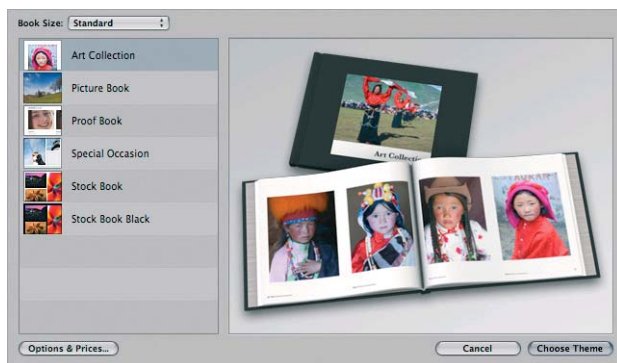 Book Size: Standard
Art Collection
Picture Book
Proof Book
Special Occasion
Stock Book
Stock Book Black
Art Collection
Options & Prices...
Cancel
Choose Theme